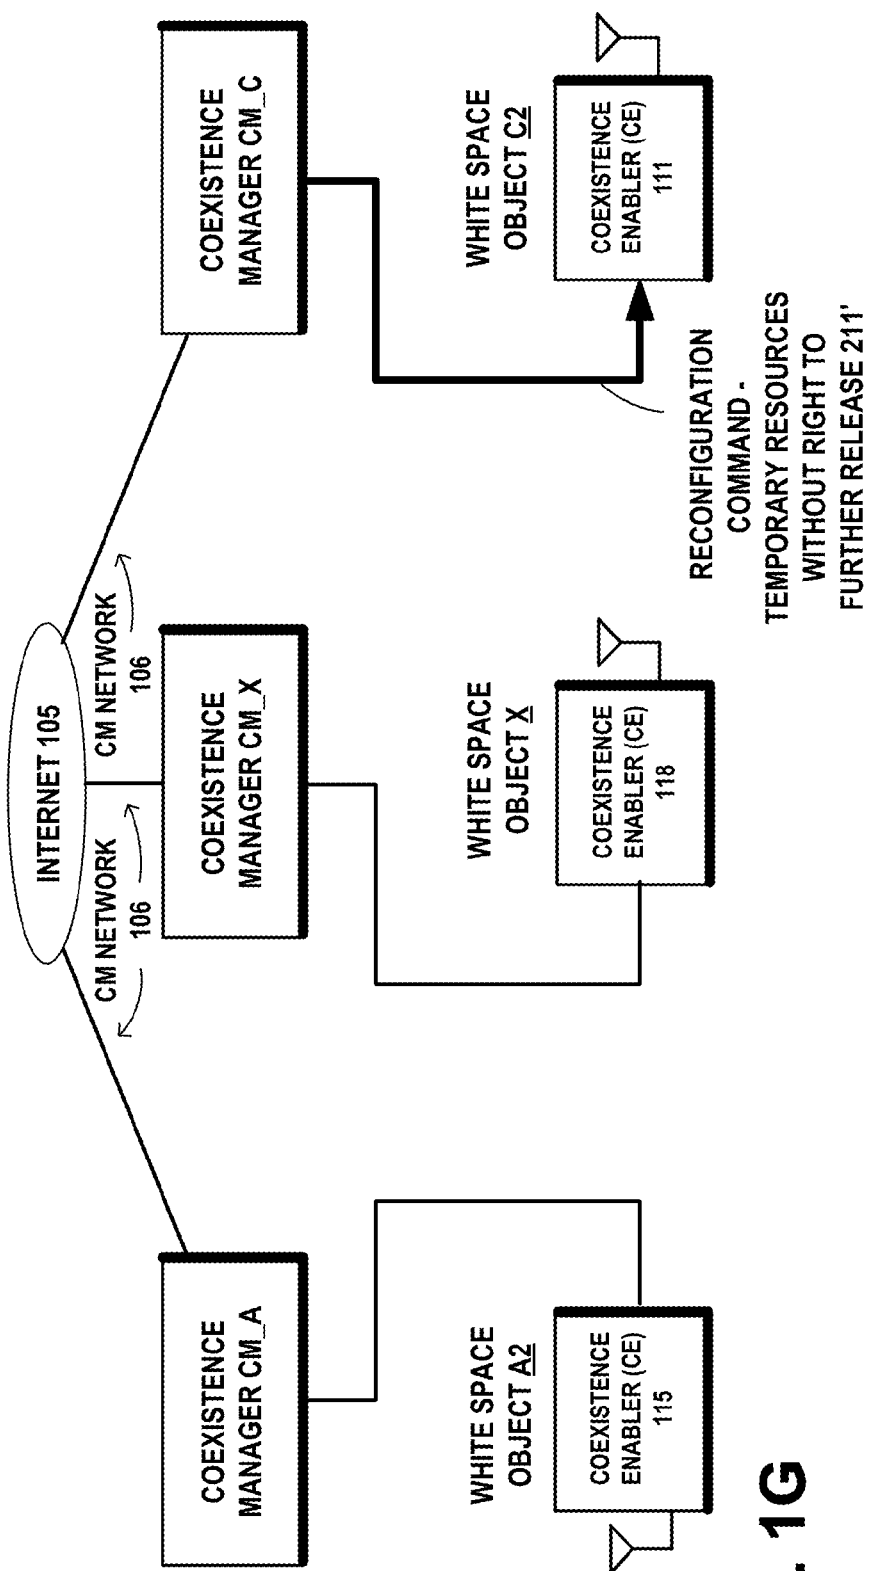 INTERNET 105
CM NETWORK
106
CM NETWORK
106
COEXISTENCE
MANAGER CM_A
COEXISTENCE
MANAGER CM_X
COEXISTENCE
MANAGER CM_C
WHITE SPACE
OBJECT A2
COEXISTENCE
ENABLER (CE)
115
WHITE SPACE
OBJECT X
COEXISTENCE
ENABLER (CE)
118
WHITE SPACE
OBJECT C2
COEXISTENCE
ENABLER (CE)
111
RECONFIGURATION
COMMAND -
TEMPORARY RESOURCES
WITHOUT RIGHT TO
FURTHER RELEASE 211'
. 1G